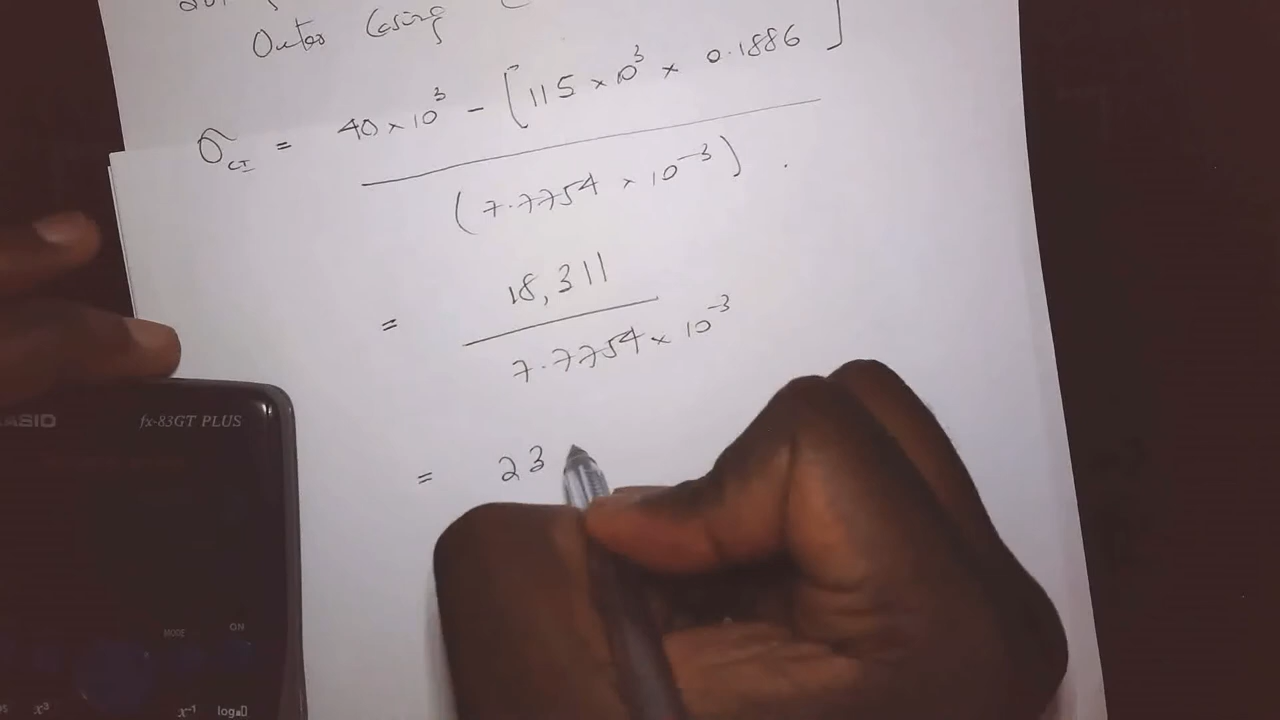 Outer Casing
σCI = 40×10³ - [115×10³ × 0.1886]
(7.7754 × 10⁻³) .
= 18,311
7.7754 × 10⁻³
= 23
CASIO fx-83GT PLUS
MODE ON
x³ x⁻¹ log